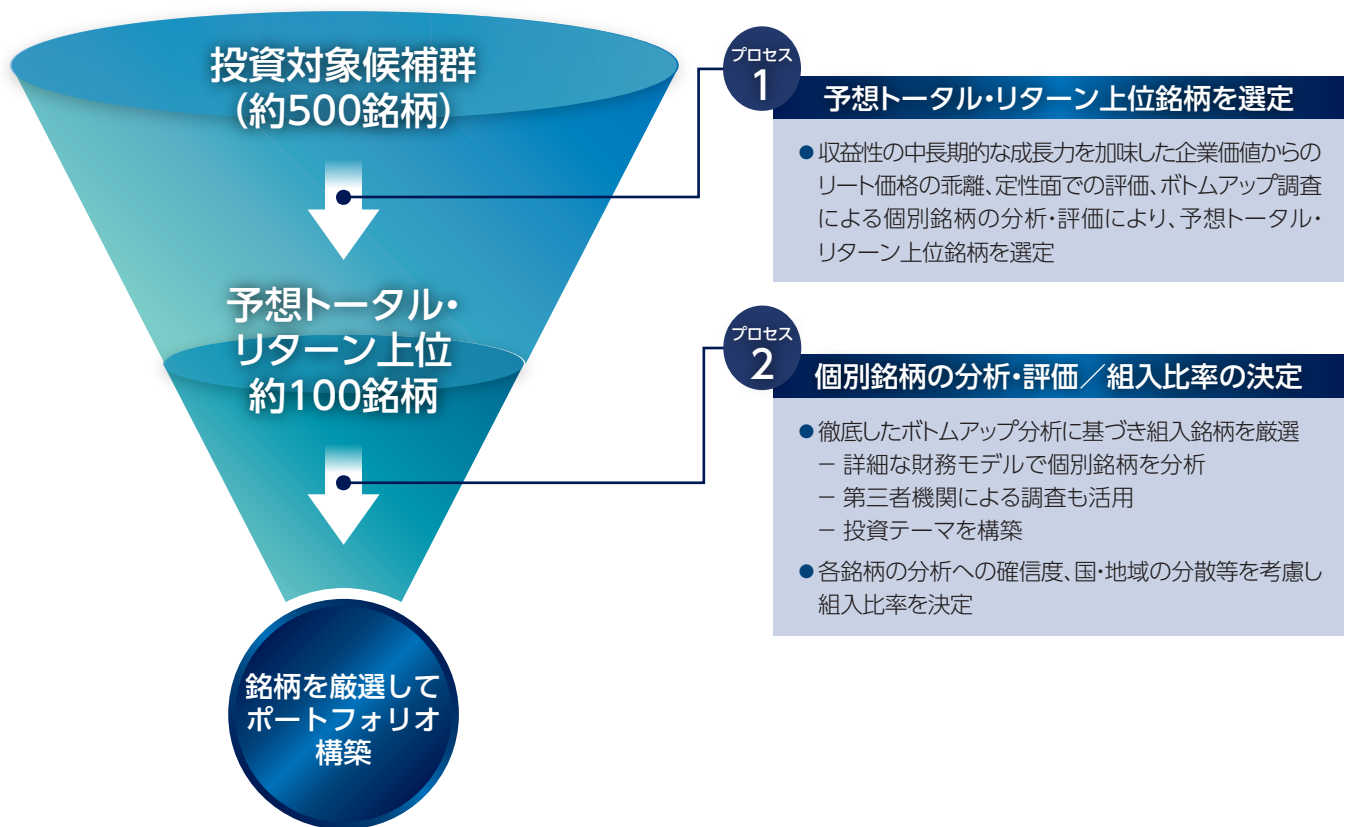 投資対象候補群
(約500銘柄)
予想トータル・
リターン上位
約100銘柄
銘柄を厳選して
ポートフォリオ
構築
プロセス
1
予想トータル・リターン上位銘柄を選定
●収益性の中長期的な成長力を加味した企業価値からの
リート価格の乖離、定性面での評価、ボトムアップ調査
による個別銘柄の分析・評価により、予想トータル・
リターン上位銘柄を選定
プロセス
2
個別銘柄の分析・評価／組入比率の決定
●徹底したボトムアップ分析に基づき組入銘柄を厳選
− 詳細な財務モデルで個別銘柄を分析
− 第三者機関による調査も活用
− 投資テーマを構築
●各銘柄の分析への確信度、国・地域の分散等を考慮し
組入比率を決定